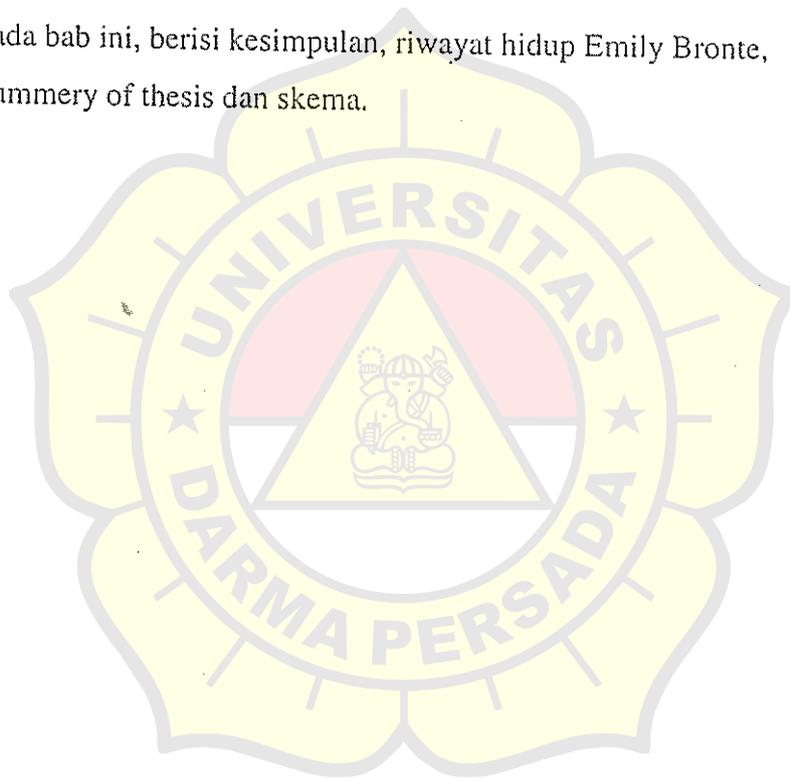 ada bab ini, berisi kesimpulan, riwayat hidup Emily Bronte,
ummery of thesis dan skema.
UNIVERSITAS
DARMA PERSADA